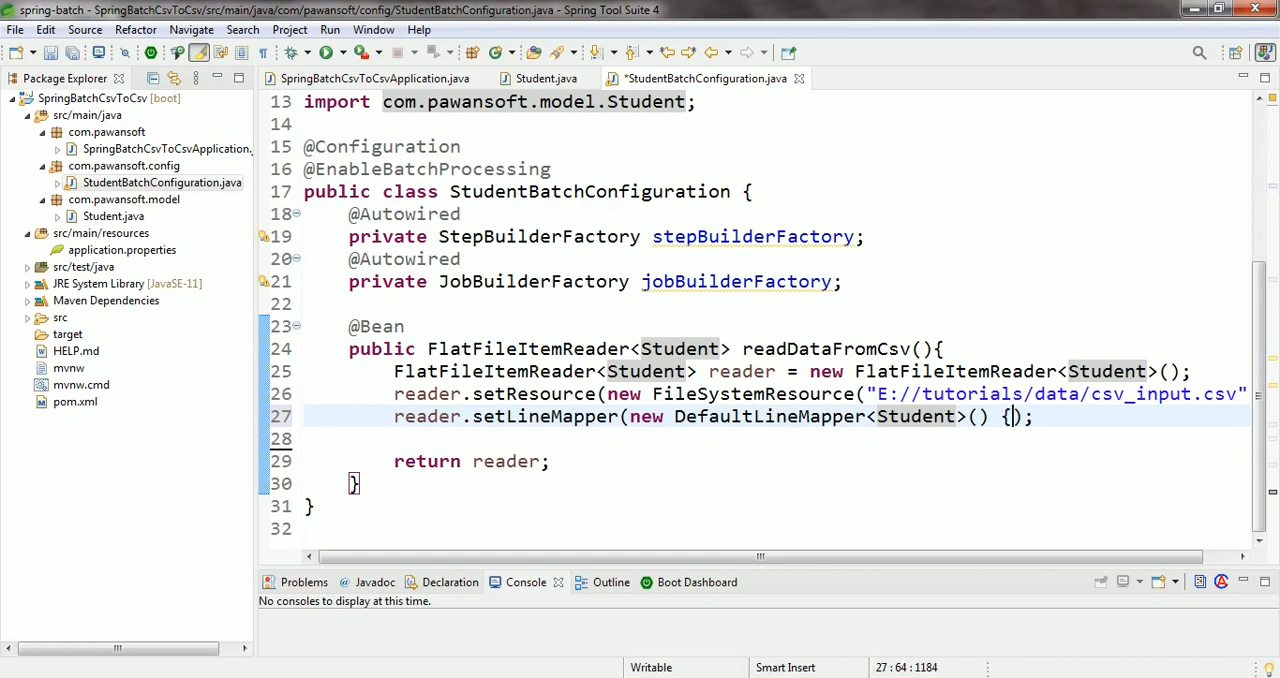 spring-batch - SpringBatchCsvToCsv/src/main/java/com/pawansoft/config/StudentBatchConfiguration.java - Spring Tool Suite 4
File Edit Source Refactor Navigate Search Project Run Window Help
Package Explorer
SpringBatchCsvToCsvApplication.java
Student.java
*StudentBatchConfiguration.java
SpringBatchCsvToCsv [boot]
src/main/java
com.pawansoft
SpringBatchCsvToCsvApplication.
com.pawansoft.config
StudentBatchConfiguration.java
com.pawansoft.model
Student.java
src/main/resources
application.properties
src/test/java
JRE System Library [JavaSE-11]
Maven Dependencies
src
target
HELP.md
mvnw
mvnw.cmd
pom.xml
13 import com.pawansoft.model.Student;
14
15 @Configuration
16 @EnableBatchProcessing
17 public class StudentBatchConfiguration {
18 @Autowired
19 private StepBuilderFactory stepBuilderFactory;
20 @Autowired
21 private JobBuilderFactory jobBuilderFactory;
22
23 @Bean
24 public FlatFileItemReader<Student> readDataFromCsv(){
25 FlatFileItemReader<Student> reader = new FlatFileItemReader<Student>();
26 reader.setResource(new FileSystemResource("E://tutorials/data/csv_input.csv"
27 reader.setLineMapper(new DefaultLineMapper<Student>() {);
28
29 return reader;
30 }
31 }
32
Problems @ Javadoc Declaration Console Outline Boot Dashboard
No consoles to display at this time.
Writable Smart Insert 27 : 64 : 1184